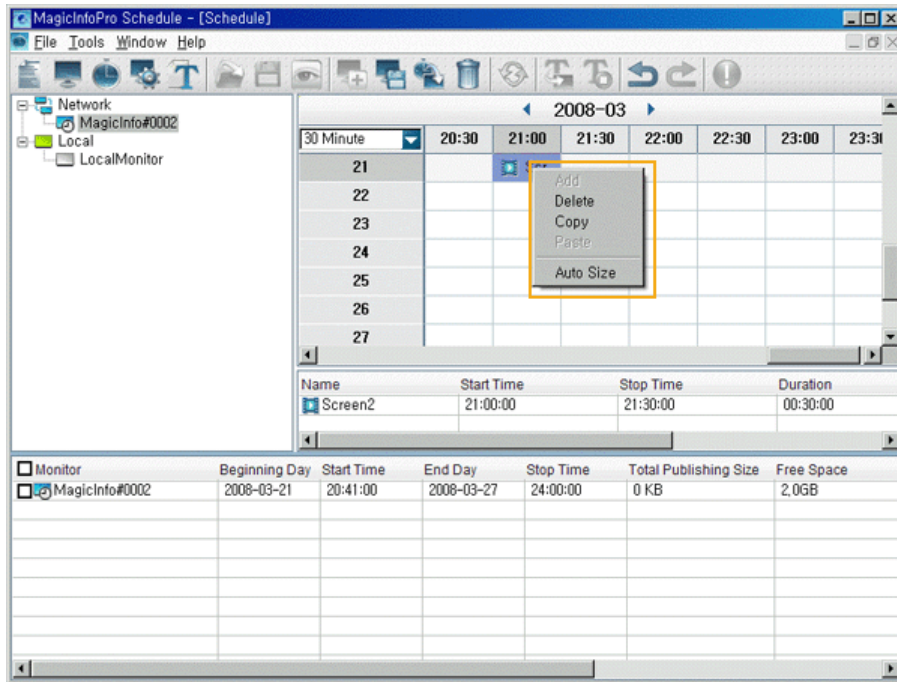 MagicInfoPro Schedule - [Schedule]
File Tools Window Help
Network
MagicInfo#0002
Local
LocalMonitor
2008-03
30 Minute 20:30 21:00 21:30 22:00 22:30 23:00
21
22
23
24
25
26
27
Add
Delete
Copy
Paste
Auto Size
Name Start Time Stop Time Duration
Screen2 21:00:00 21:30:00 00:30:00
Monitor Beginning Day Start Time End Day Stop Time Total Publishing Size Free Space
MagicInfo#0002 2008-03-21 20:41:00 2008-03-27 24:00:00 0 KB 2,0GB